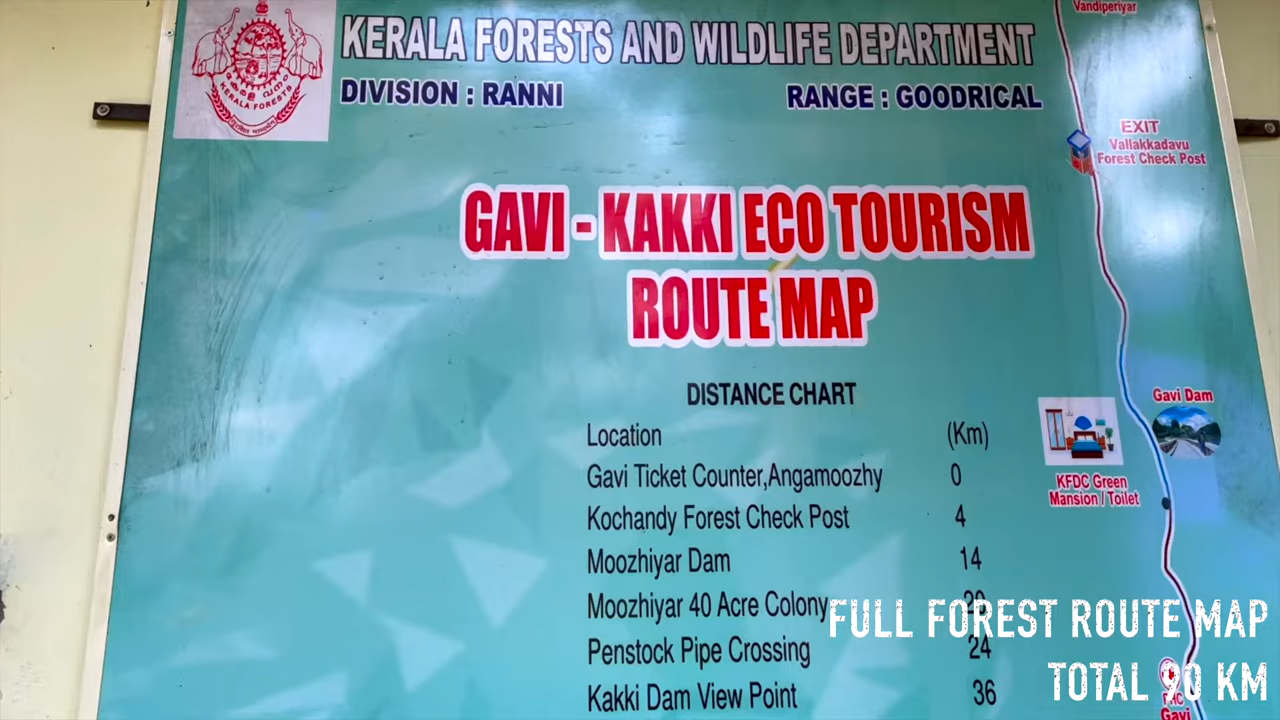 KERALA FORESTS AND WILDLIFE DEPARTMENT
DIVISION : RANNI
RANGE : GOODRICAL
KERALA FORESTS
Vandiperiyar
EXIT
Vallakkadavu
Forest Check Post
GAVI - KAKKI ECO TOURISM
ROUTE MAP
DISTANCE CHART
Location (Km)
Gavi Ticket Counter,Angamoozhy 0
Kochandy Forest Check Post 4
Moozhiyar Dam 14
Moozhiyar 40 Acre Colony 20
Penstock Pipe Crossing 24
Kakki Dam View Point 36
Gavi Dam
KFDC Green
Mansion / Toilet
Gavi
FULL FOREST ROUTE MAP
TOTAL 90 KM